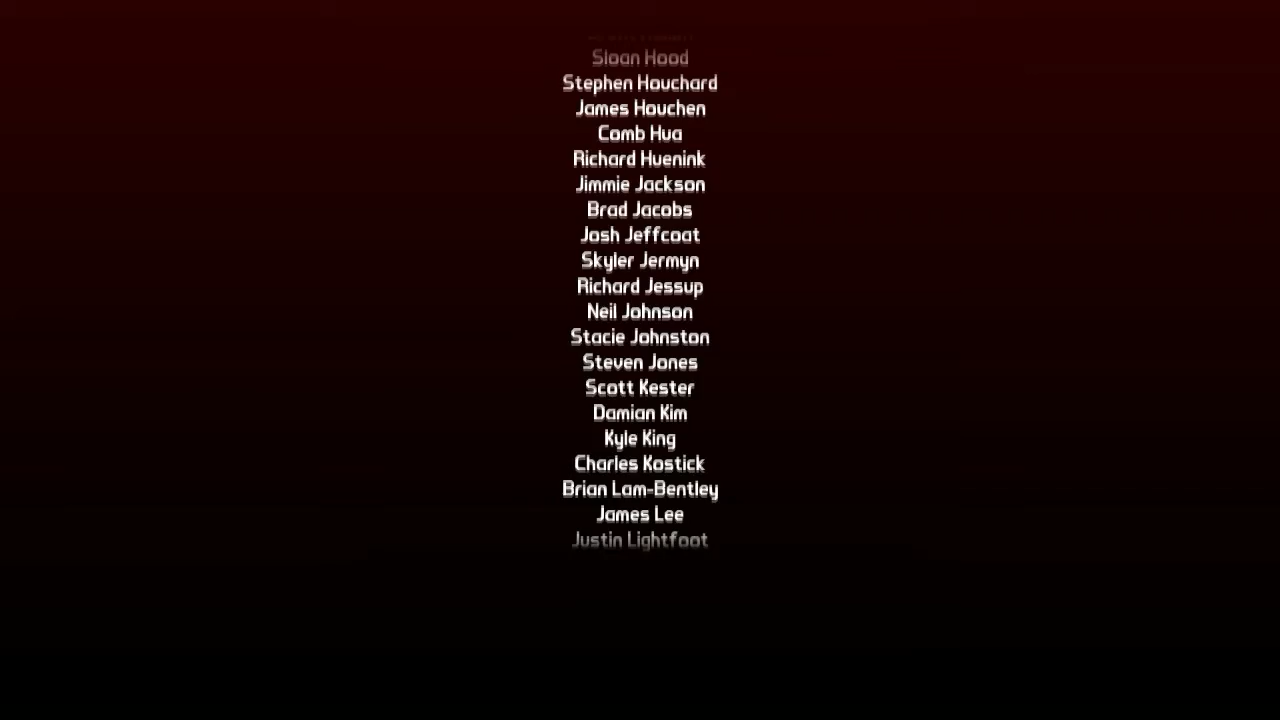 Sloan Hood
Stephen Houchard
James Houchen
Comb Hua
Richard Huenink
Jimmie Jackson
Brad Jacobs
Josh Jeffcoat
Skyler Jermyn
Richard Jessup
Neil Johnson
Stacie Johnston
Steven Jones
Scott Kester
Damian Kim
Kyle King
Charles Kostick
Brian Lam-Bentley
James Lee
Justin Lightfoot